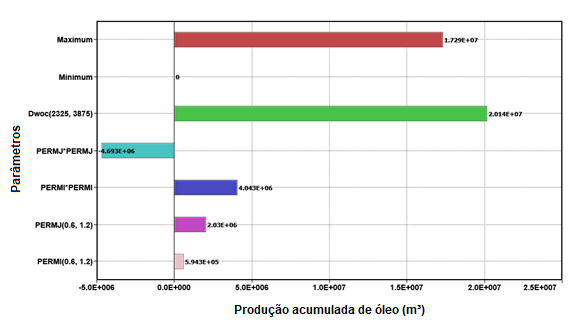 Maximum
1.729E+07
Minimum
0
Dwoc(2325, 3875)
2.014E+07
PERMJ*PERMJ
-4.693E+06
PERMI*PERMI
4.043E+06
PERMJ(0.6, 1.2)
2.03E+06
PERMI(0.6, 1.2)
5.943E+05
Parâmetros
-5.0E+006 0.0E+000 5.0E+006 1.0E+007 1.5E+007 2.0E+007 2.5E+007
Produção acumulada de óleo (m³)